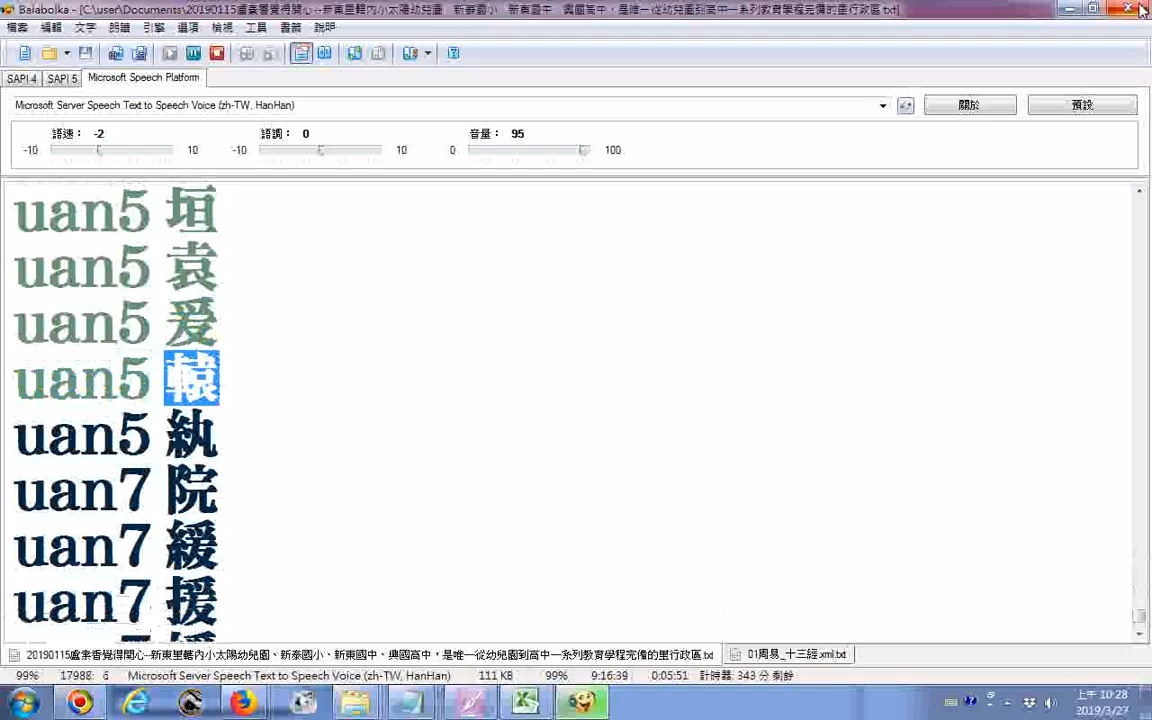 Balabolka - [C:\user\Documents\20190115盧素香覺得開心--新東里轄內小太陽幼兒園、新泰國小、新東國中、興國高中，是唯一從幼兒園到高中一系列教育學程完備的里行政區.txt]
檔案 編輯 文字 朗讀 引擎 選項 檢視 工具 書籤 說明
SAPI 4 SAPI 5 Microsoft Speech Platform
Microsoft Server Speech Text to Speech Voice (zh-TW, HanHan) 關於 預設
語速： -2 語調： 0 音量： 95
-10 10 -10 10 0 100
uan5 垣
uan5 袁
uan5 爰
uan5 轅
uan5 紈
uan7 院
uan7 緩
uan7 援
20190115盧素香覺得開心--新東里轄內小太陽幼兒園、新泰國小、新東國中、興國高中，是唯一從幼兒園到高中一系列教育學程完備的里行政區.txt 01周易_十三經.xml.txt
99% 17988: 6 Microsoft Server Speech Text to Speech Voice (zh-TW, HanHan) 111 KB 99% 9:16:39 0:05:51 計時器: 343 分 剩餘
上午 10:28
2019/3/27